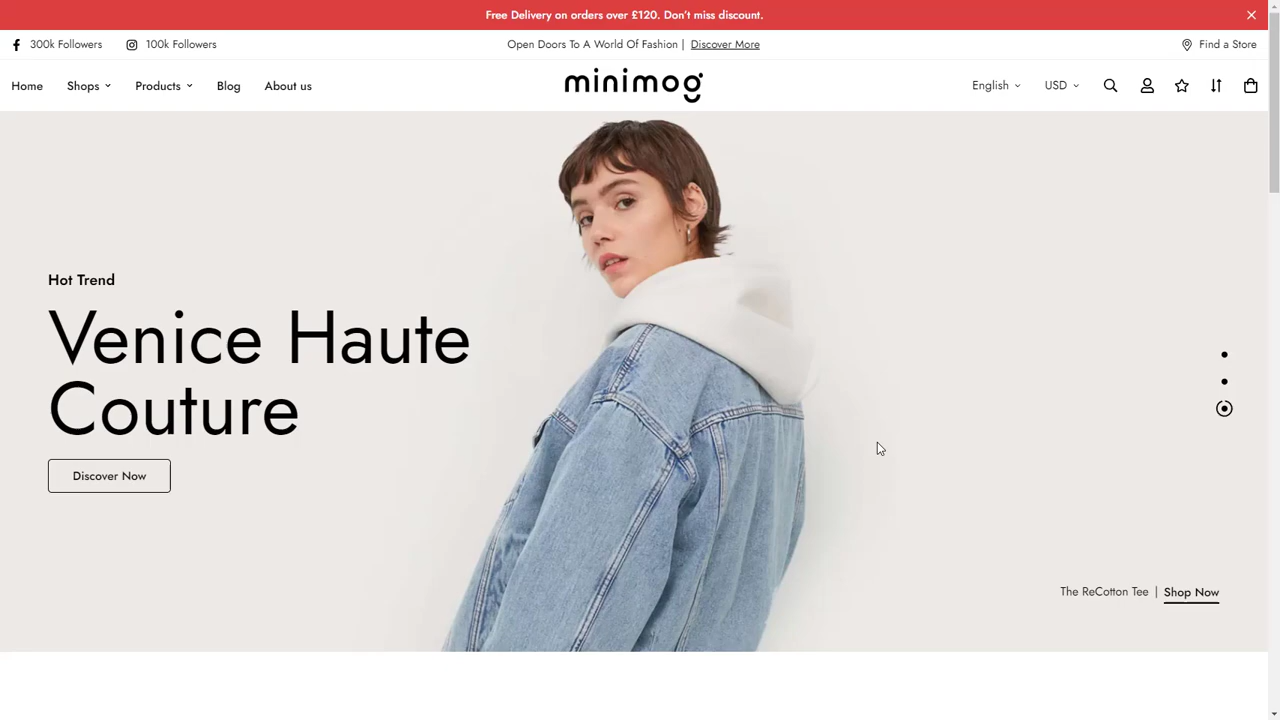 Free Delivery on orders over £120. Don't miss discount.
300k Followers
100k Followers
Open Doors To A World Of Fashion | Discover More
Find a Store
Home
Shops
Products
Blog
About us
minimog
English
USD
Hot Trend
Venice Haute
Couture
Discover Now
The ReCotton Tee | Shop Now